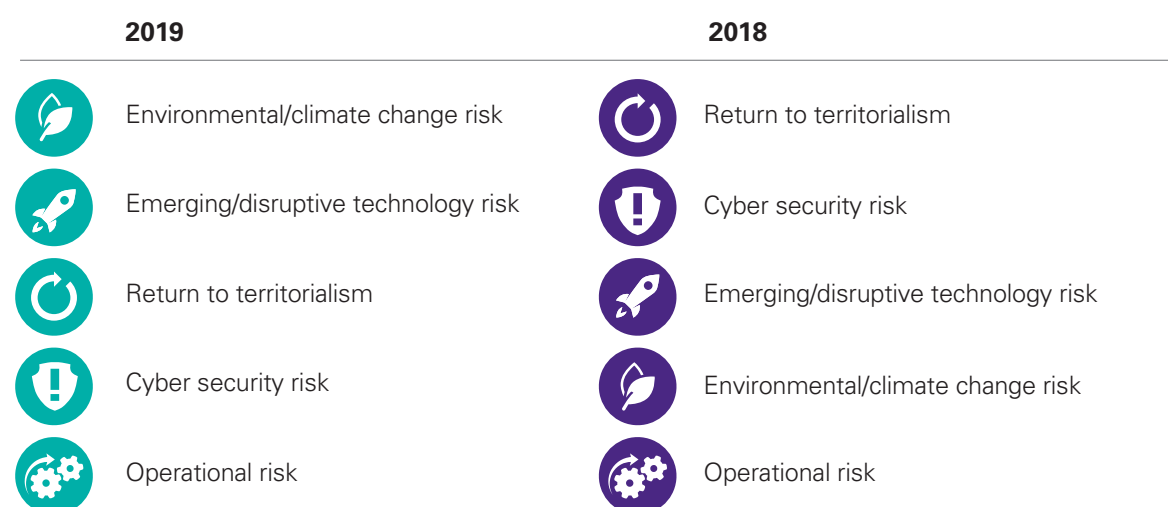 2019
2018
Environmental/climate change risk
Return to territorialism
Emerging/disruptive technology risk
Cyber security risk
Return to territorialism
Emerging/disruptive technology risk
Cyber security risk
Environmental/climate change risk
Operational risk
Operational risk